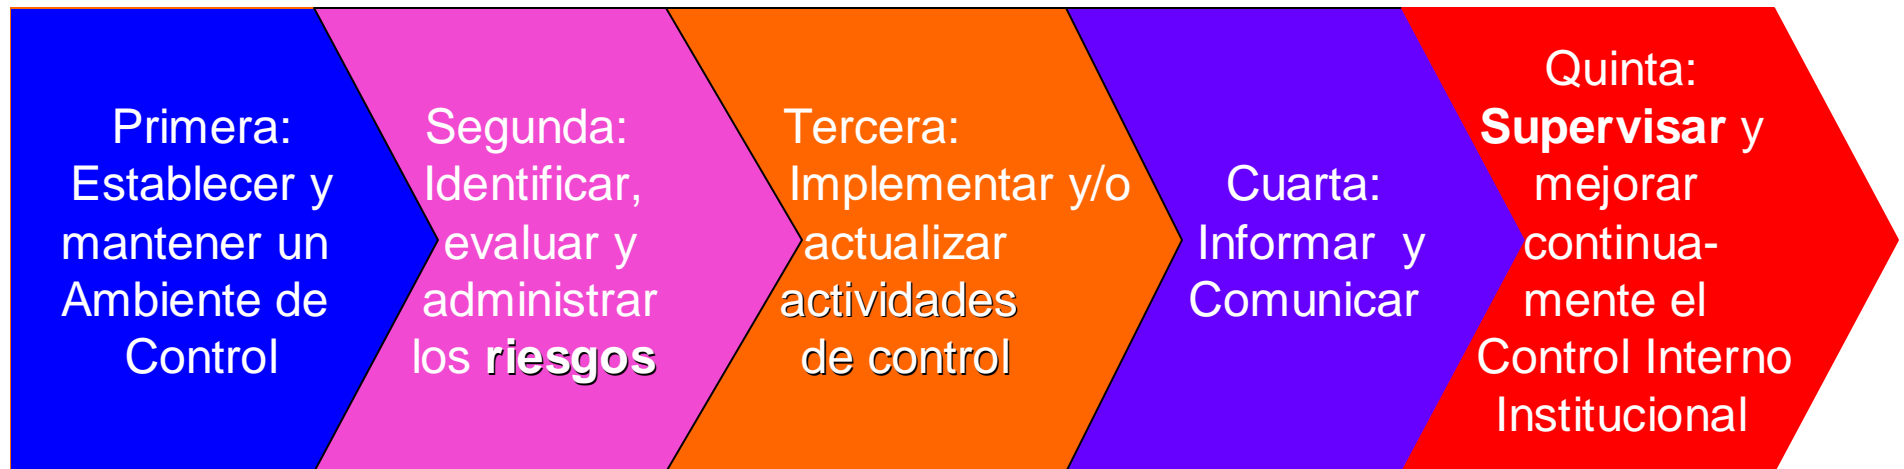 Primera:
Establecer y
mantener un
Ambiente de
Control
Segunda:
Identificar,
evaluar y
administrar
los riesgos
Tercera:
Implementar y/o
actualizar
actividades
de control
Cuarta:
Informar y
Comunicar
Quinta:
Supervisar y
mejorar
continua-
mente el
Control Interno
Institucional